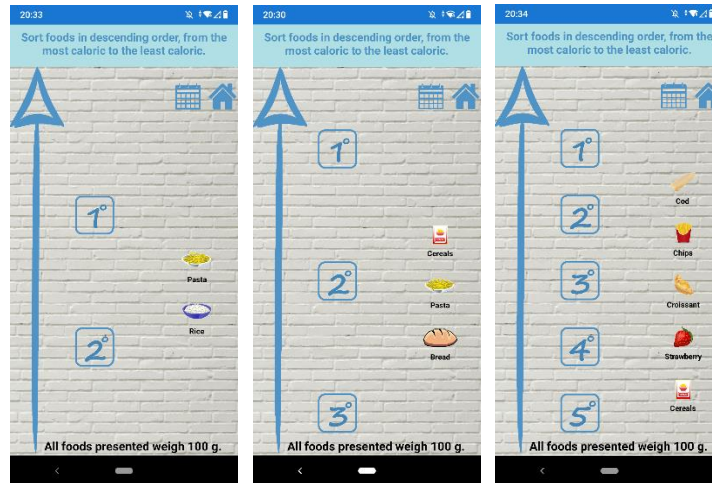 20:33
Sort foods in descending order, from the
most caloric to the least caloric.
1°
Pasta
Rice
2°
All foods presented weigh 100 g.
20:30
Sort foods in descending order, from the
most caloric to the least caloric.
1°
Cereals
2°
Pasta
Bread
3°
All foods presented weigh 100 g.
20:34
Sort foods in descending order, from the
most caloric to the least caloric.
1°
Cod
2°
Chips
3°
Croissant
4°
Strawberry
Cereals
5°
All foods presented weigh 100 g.